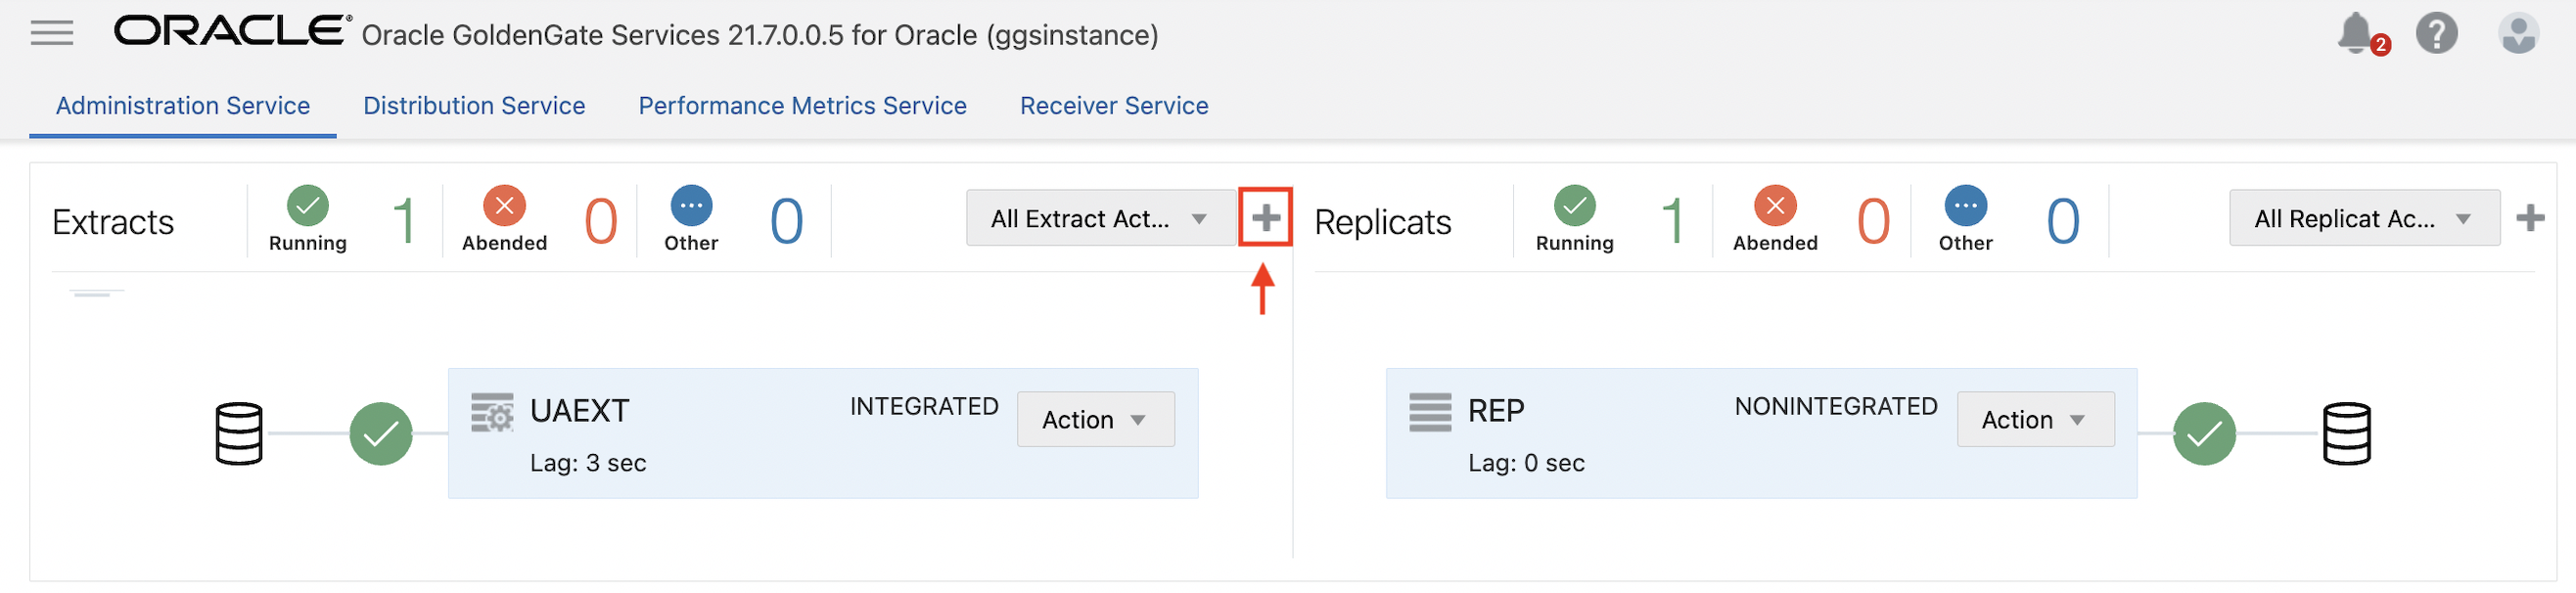 ORACLE® Oracle GoldenGate Services 21.7.0.0.5 for Oracle (ggsinstance)
2
?
Administration Service Distribution Service Performance Metrics Service Receiver Service
Extracts
Running 1
Abended 0
Other 0
All Extract Act...
Replicats
Running 1
Abended 0
Other 0
All Replicat Ac...
UAEXT INTEGRATED Action
Lag: 3 sec
REP NONINTEGRATED Action
Lag: 0 sec